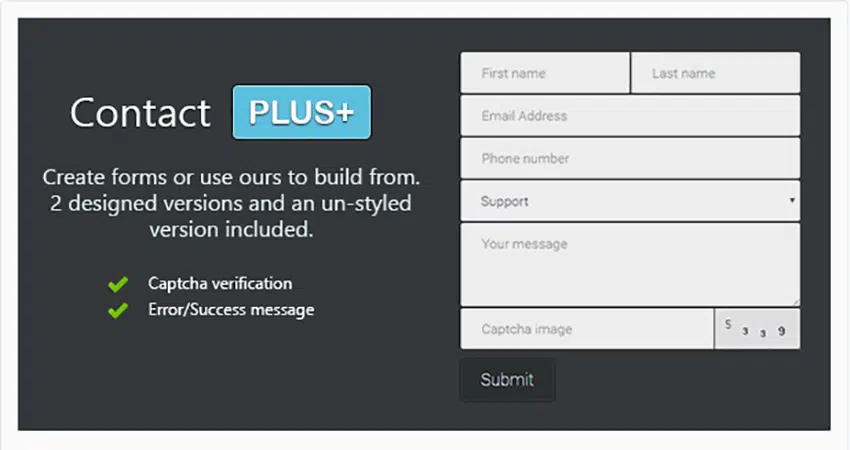 Contact PLUS+
Create forms or use ours to build from.
2 designed versions and an un-styled
version included.
Captcha verification
Error/Success message
First name Last name
Email Address
Phone number
Support
Your message
Captcha image 5 3 3 9
Submit